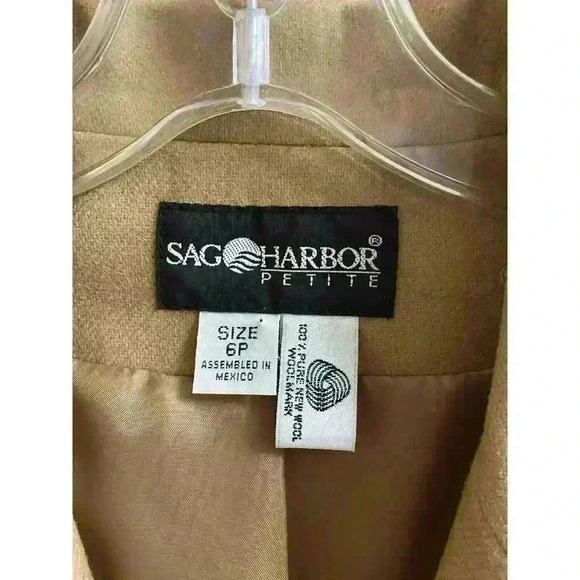 SAG HARBOR®
PETITE
SIZE
6P
ASSEMBLED IN
MEXICO
100% PURE NEW WOOL
WOOLMARK